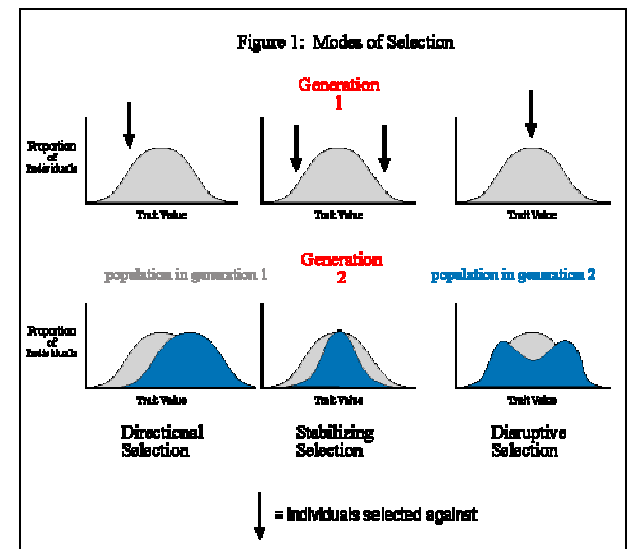 Figure 1: Modes of Selection
Generation
1
Proportion
of
Individuals
Trait Value
Trait Value
Trait Value
Generation
2
population in generation 1
population in generation 2
Proportion
of
Individuals
Trait Value
Trait Value
Trait Value
Directional
Selection
Stabilizing
Selection
Disruptive
Selection
= individuals selected against